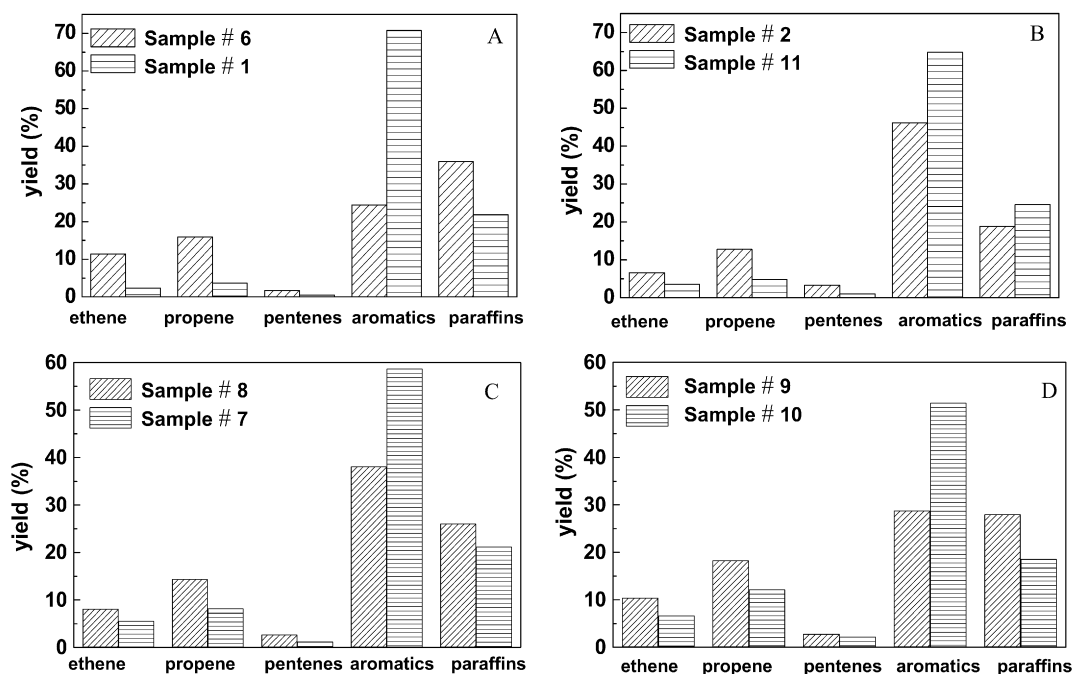 A
Sample # 6
Sample # 1
yield (%)
70
60
50
40
30
20
10
0
ethene propene pentenes aromatics paraffins
B
Sample # 2
Sample # 11
yield (%)
70
60
50
40
30
20
10
0
ethene propene pentenes aromatics paraffins
C
Sample # 8
Sample # 7
yield (%)
60
50
40
30
20
10
0
ethene propene pentenes aromatics paraffins
D
Sample # 9
Sample # 10
yield (%)
60
50
40
30
20
10
0
ethene propene pentenes aromatics paraffins